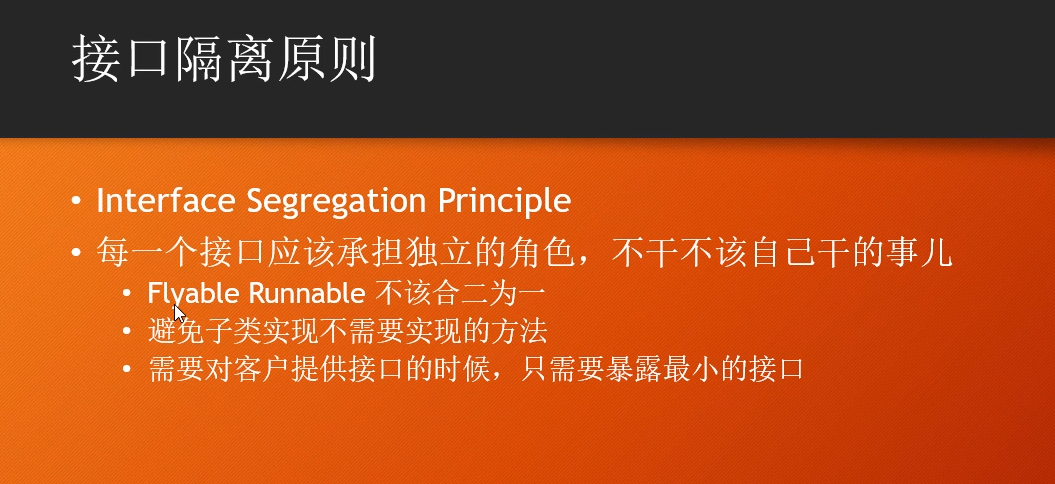 接口隔离原则
• Interface Segregation Principle
• 每一个接口应该承担独立的角色，不干不该自己干的事儿
• Flyable Runnable 不该合二为一
• 避免子类实现不需要实现的方法
• 需要对客户提供接口的时候，只需要暴露最小的接口